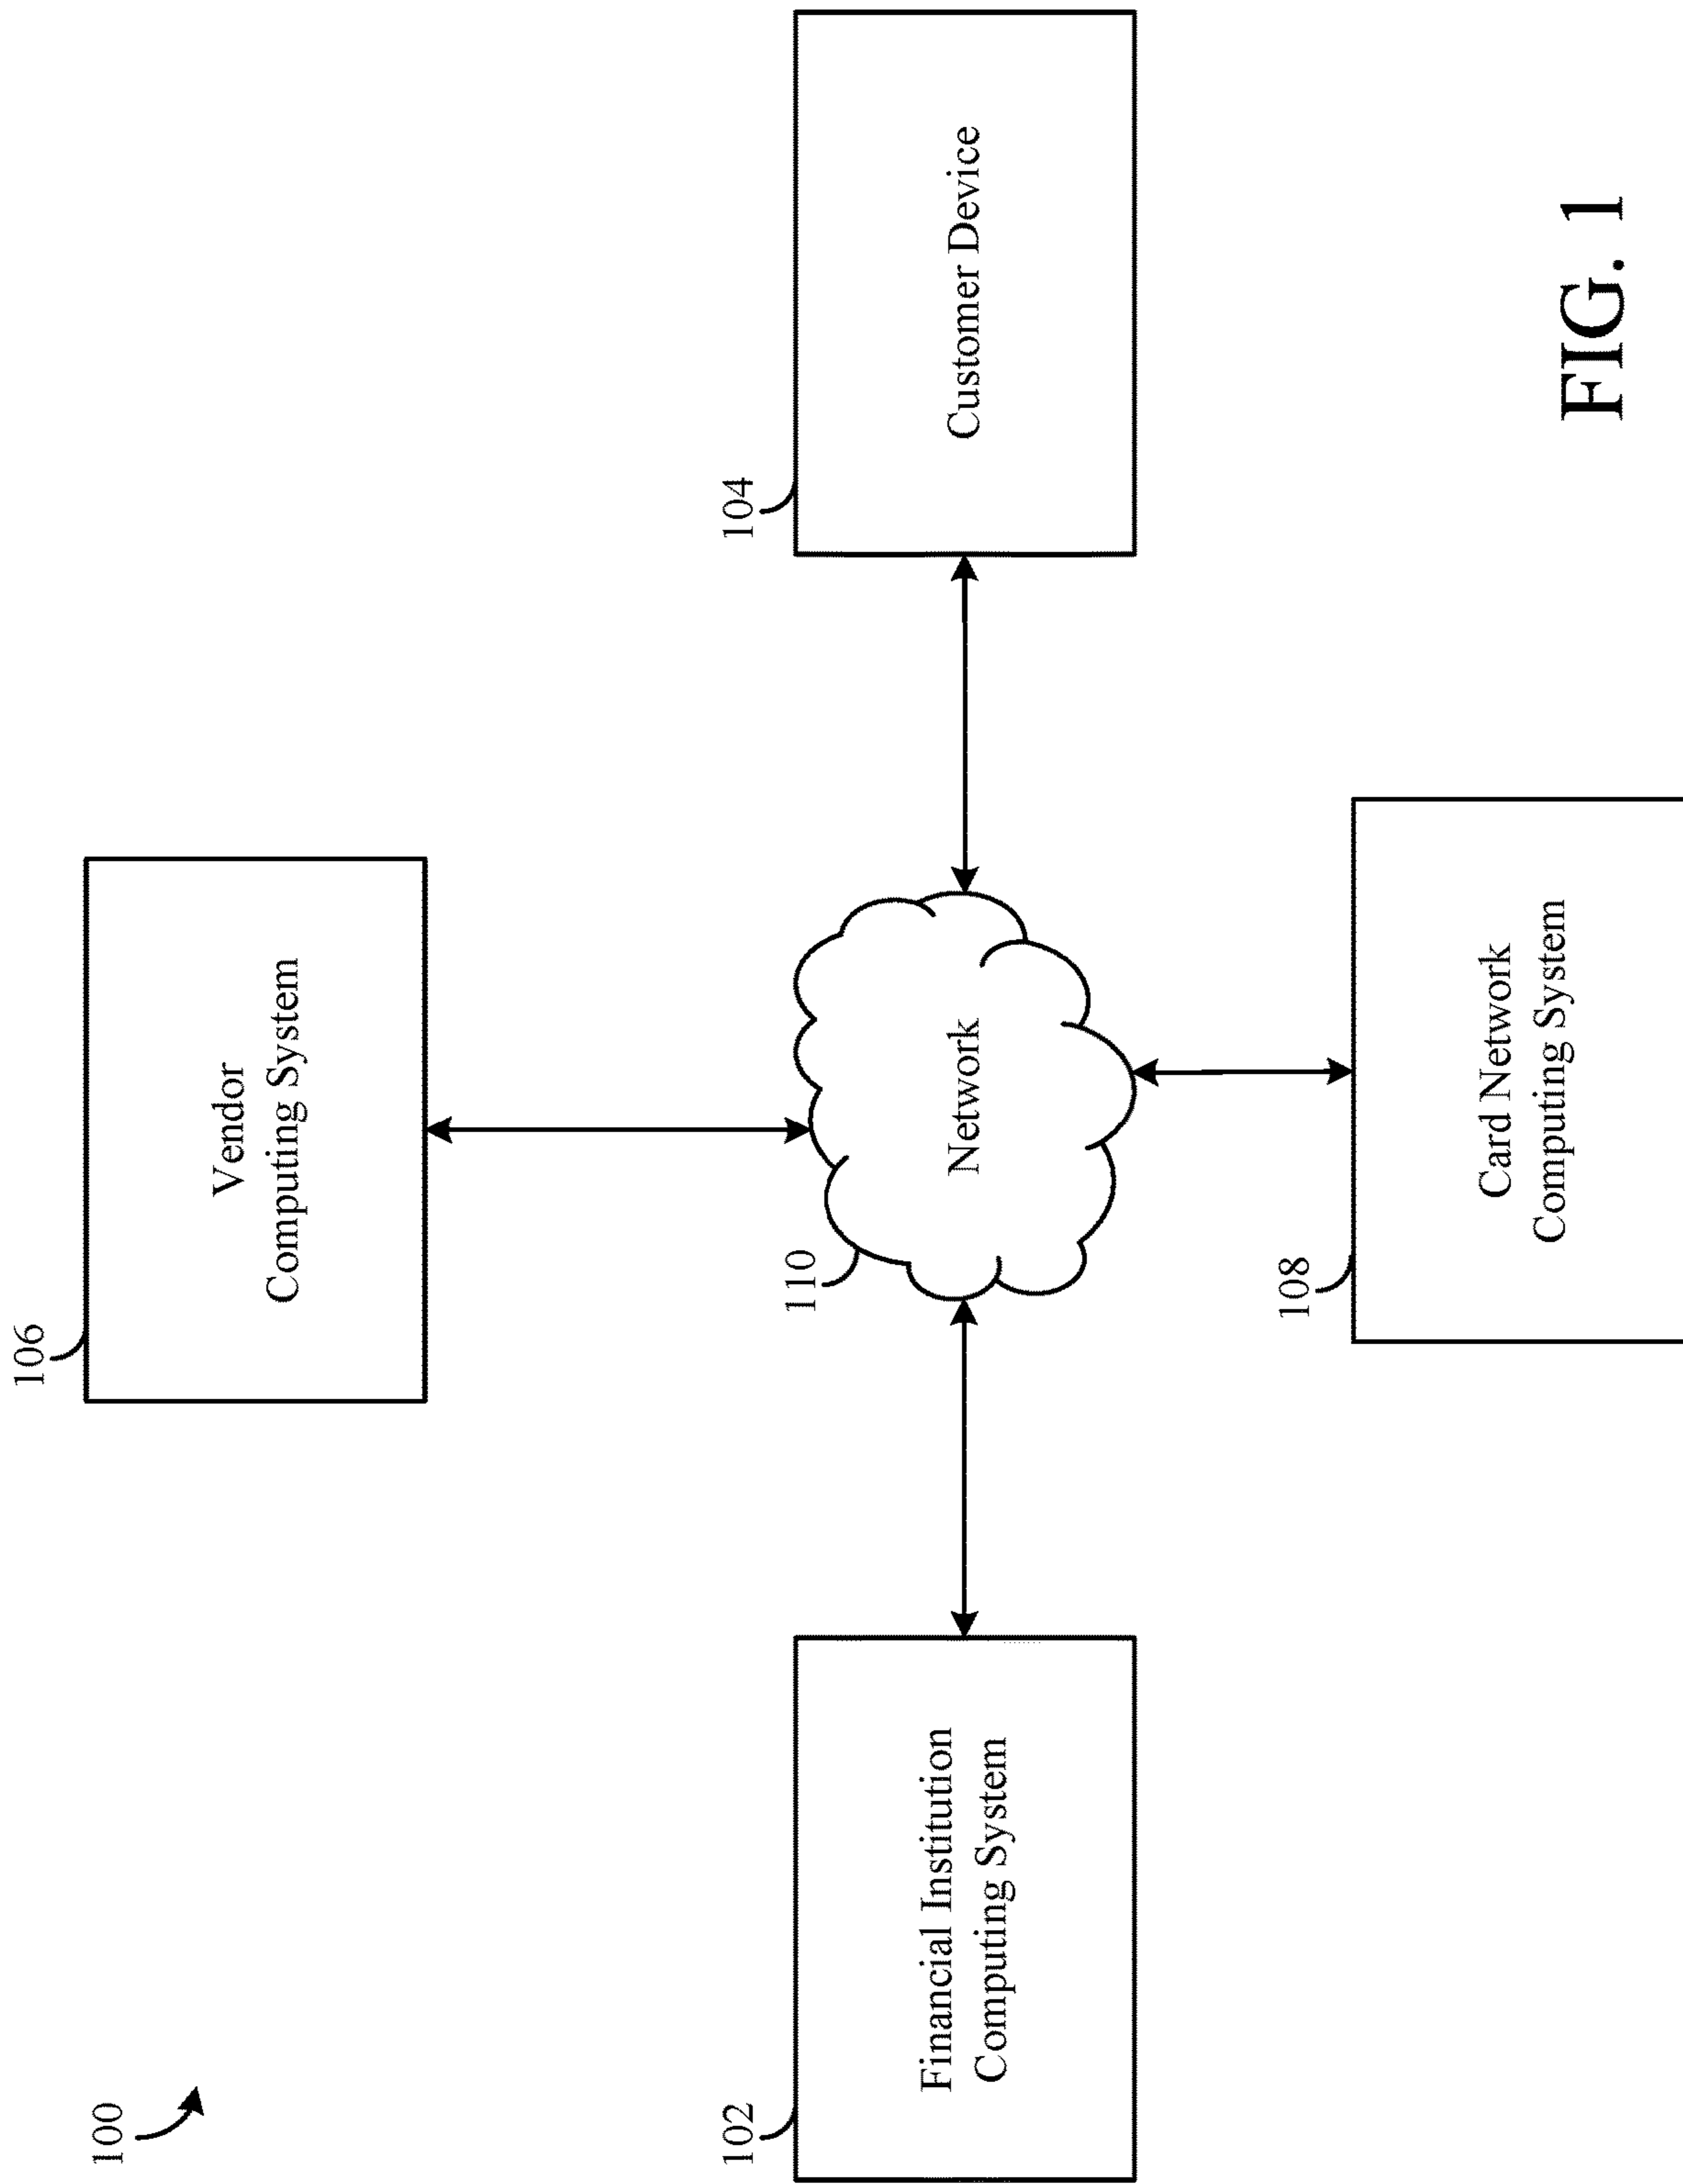 100
106
Vendor
Computing System
102
Financial Institution
Computing System
110
Network
104
Customer Device
108
Card Network
Computing System
FIG. 1